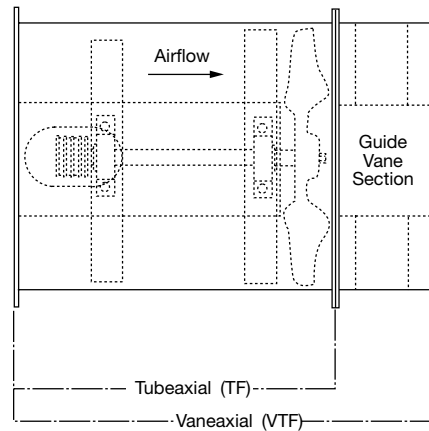 Airflow
Guide
Vane
Section
Tubeaxial (TF)
Vaneaxial (VTF)